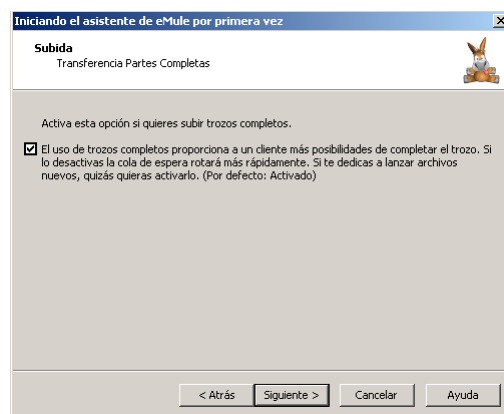 Iniciando el asistente de eMule por primera vez
Subida
Transferencia Partes Completas
Activa esta opción si quieres subir trozos completos.
El uso de trozos completos proporciona a un cliente más posibilidades de completar el trozo. Si
lo desactivas la cola de espera rotará más rápidamente. Si te dedicas a lanzar archivos
nuevos, quizás quieras activarlo. (Por defecto: Activado)
< Atrás
Siguiente >
Cancelar
Ayuda